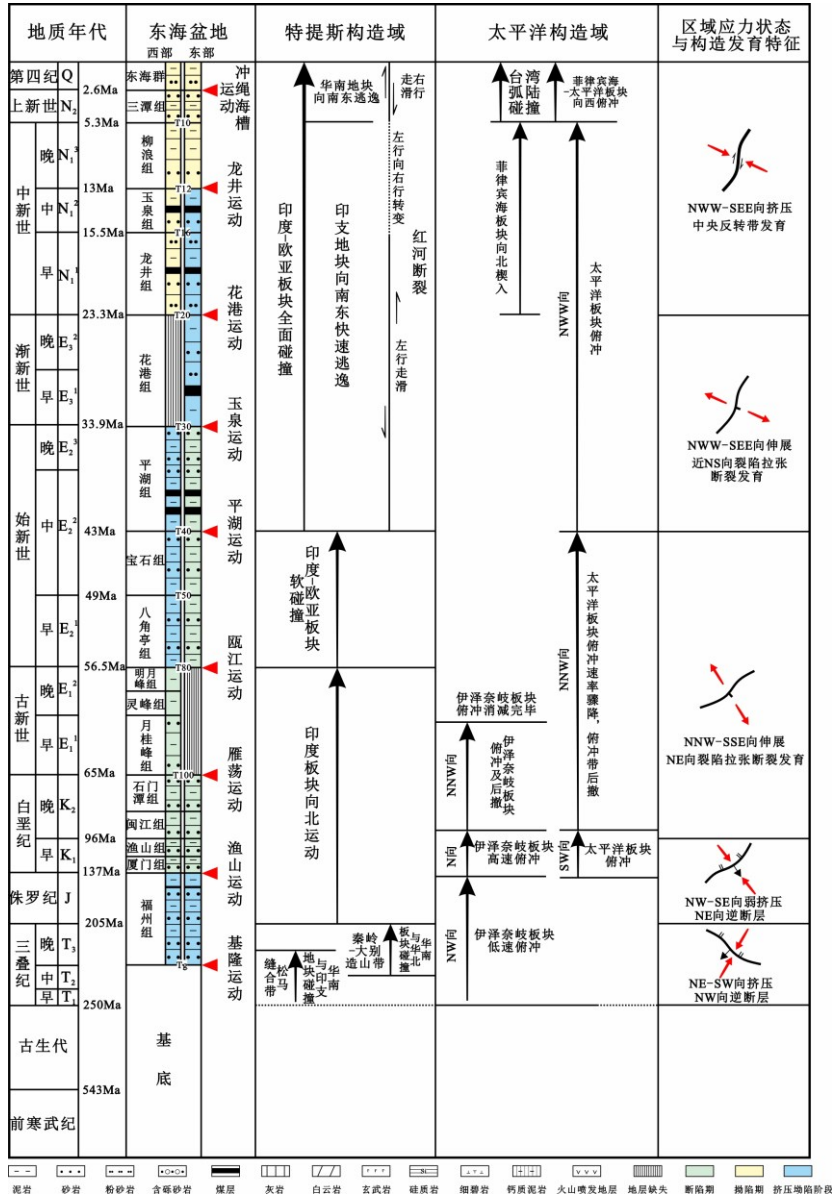 地质年代
东海盆地
西部 东部
特提斯构造域
太平洋构造域
区域应力状态
与构造发育特征
第四纪 Q
上新世 N₂
中新世
晚 N₁³
中 N₁²
早 N₁¹
渐新世
晚 E₃²
早 E₃¹
始新世
晚 E₂³
中 E₂²
早 E₂¹
古新世
晚 E₁²
早 E₁¹
白垩纪
晚 K₂
早 K₁
侏罗纪 J
三叠纪
晚 T₃
中 T₂
早 T₁
古生代
前寒武纪
2.6Ma
5.3Ma
13Ma
15.5Ma
23.3Ma
33.9Ma
43Ma
49Ma
56.5Ma
65Ma
96Ma
137Ma
205Ma
250Ma
543Ma
东海群
三潭组
柳浪组
玉泉组
龙井组
花港组
平湖组
宝石组
八角亭组
明月峰组
灵峰组
月桂峰组
石门潭组
闽江组
渔山组
厦门组
福州组
基底
T10
T12
T16
T20
T30
T40
T50
T80
T100
Tg
冲绳海槽运动
龙井运动
花港运动
玉泉运动
平湖运动
瓯江运动
雁荡运动
渔山运动
基隆运动
华南地块
向南东逃逸
印度-欧亚板块全面碰撞
印支地块向南东快速逃逸
右行走滑
左行向右行转变
红河断裂
左行走滑
印度-欧亚板块
软碰撞
印度板块向北运动
松马缝合带
华南与印支地块碰撞
秦岭-大别造山带
华南与华北板块碰撞
台湾弧陆碰撞
菲律宾海-太平洋板块向西俯冲
菲律宾海板块向北楔入
NWW向
太平洋板块俯冲
NNW向
太平洋板块俯冲速率骤降，俯冲带后撤
伊泽奈岐板块
俯冲消减完毕
NNW向
伊泽奈岐板块
俯冲及后撤
N向
伊泽奈岐板块
高速俯冲
SW向
太平洋板块
俯冲
NW向
伊泽奈岐板块
低速俯冲
NWW-SEE向挤压
中央反转带发育
NWW-SEE向伸展
近NS向裂陷拉张
断裂发育
NNW-SSE向伸展
NE向裂陷拉张断裂发育
NW-SE向弱挤压
NE向逆断层
NE-SW向挤压
NW向逆断层
泥岩 砂岩 粉砂岩 含砾砂岩 煤层 灰岩 白云岩 玄武岩 硅质岩 细碧岩 钙质泥岩 火山喷发地层 地层缺失 断陷期 拗陷期 挤压坳陷阶段